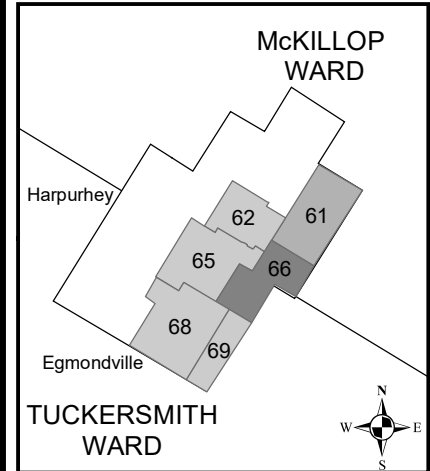 McKILLOP
WARD
Harpurhey
62
61
65
66
68
69
Egmondville
TUCKERSMITH
WARD
N
W
E
S